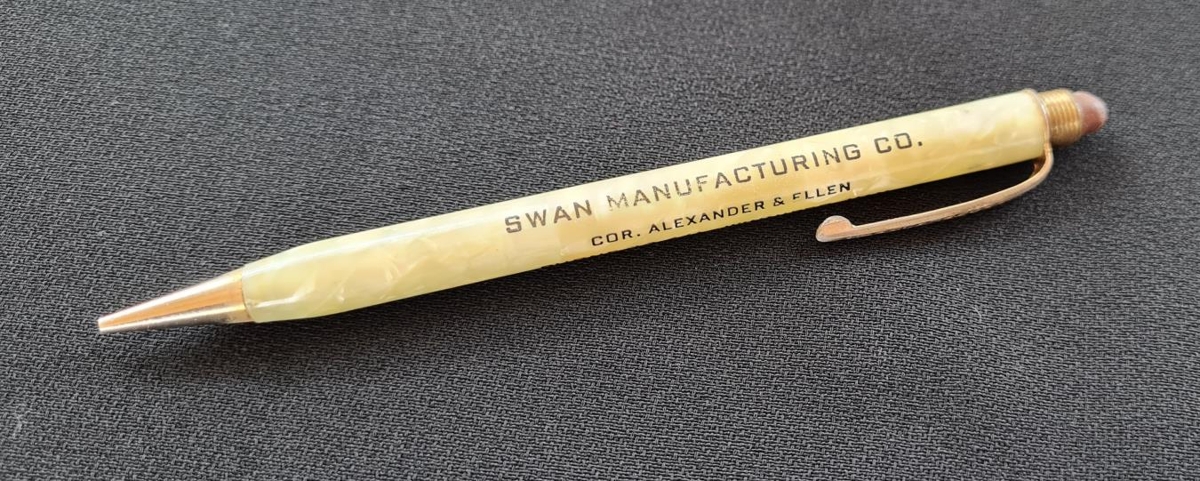 SWAN MANUFACTURING CO.
COR. ALEXANDER & ELLEN